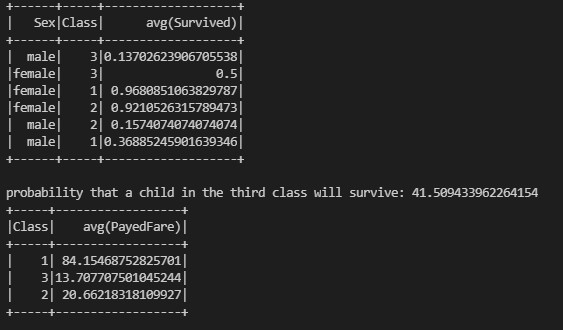 +------+-----+-------------------+
|   Sex|Class|      avg(Survived)|
+------+-----+-------------------+
|  male|    3|0.13702623906705538|
|female|    3|                0.5|
|female|    1| 0.9680851063829787|
|female|    2| 0.9210526315789473|
|  male|    2| 0.1574074074074074|
|  male|    1|0.36885245901639346|
+------+-----+-------------------+
probability that a child in the third class will survive: 41.509433962264154
+-----+------------------+
|Class|    avg(PayedFare)|
+-----+------------------+
|    1| 84.15468752825701|
|    3|13.707707501045244|
|    2| 20.66218318109927|
+-----+------------------+